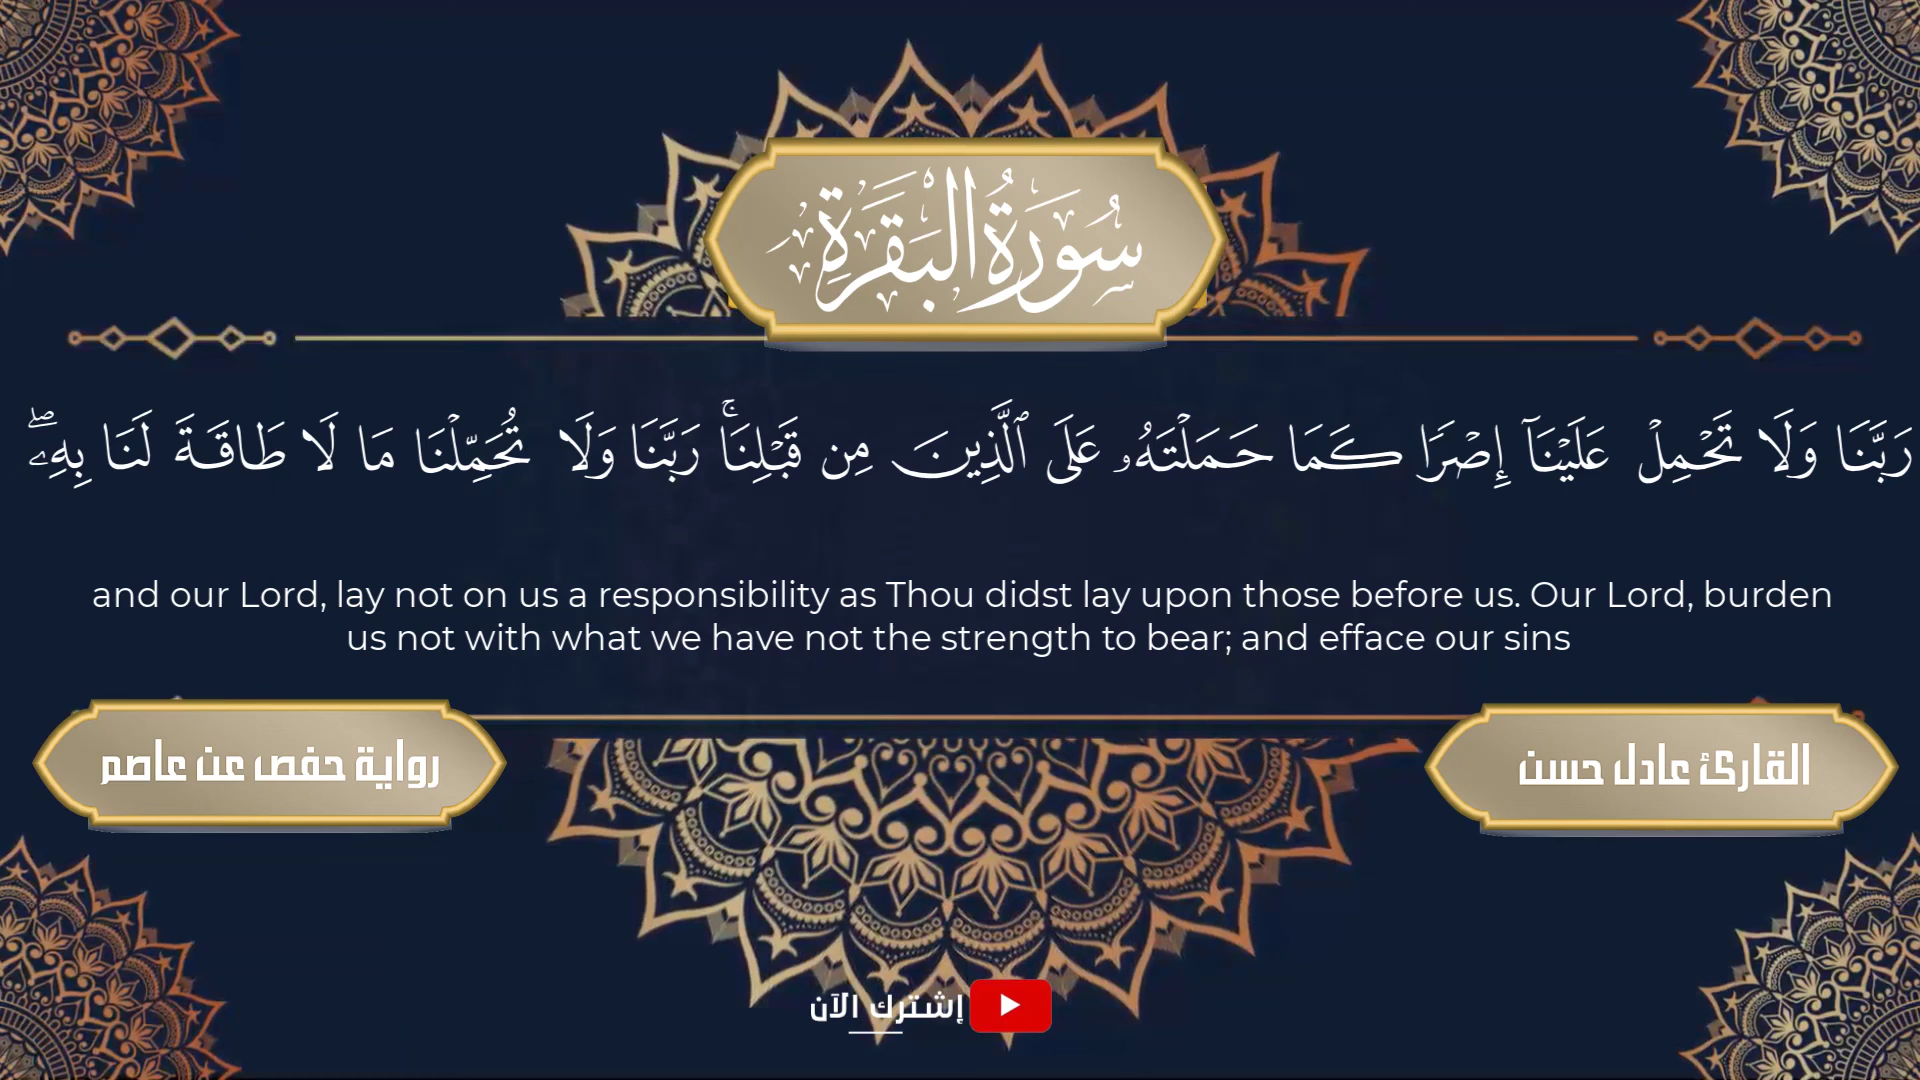 سُورَةُ الْبَقَرَةِ
رَبَّنَا وَلَا تَحْمِلْ عَلَيْنَآ إِصْرًا كَمَا حَمَلْتَهُۥ عَلَى ٱلَّذِينَ مِن قَبْلِنَا ۚ رَبَّنَا وَلَا تُحَمِّلْنَا مَا لَا طَاقَةَ لَنَا بِهِۦ ۖ
and our Lord, lay not on us a responsibility as Thou didst lay upon those before us. Our Lord, burden
us not with what we have not the strength to bear; and efface our sins
القارئ عادل حسن
رواية حفص عن عاصم
إشترك الآن